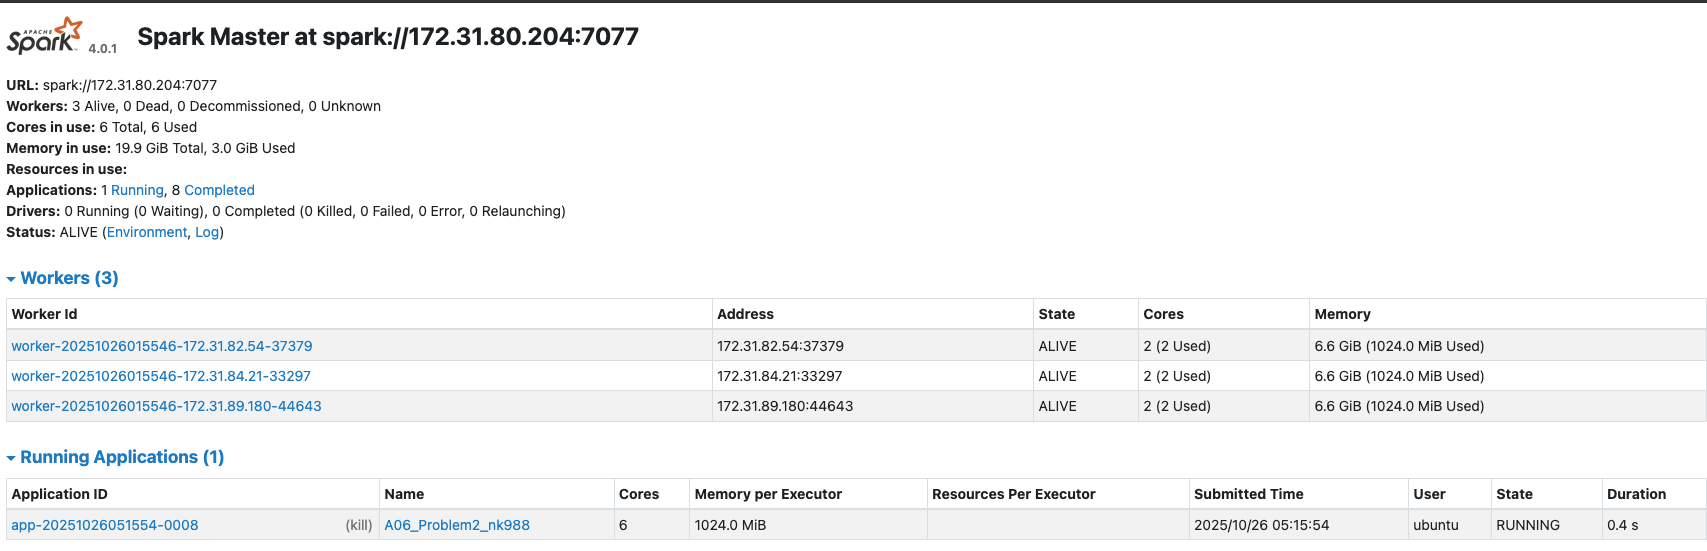 APACHE Spark 4.0.1 Spark Master at spark://172.31.80.204:7077
URL: spark://172.31.80.204:7077
Workers: 3 Alive, 0 Dead, 0 Decommissioned, 0 Unknown
Cores in use: 6 Total, 6 Used
Memory in use: 19.9 GiB Total, 3.0 GiB Used
Resources in use:
Applications: 1 Running, 8 Completed
Drivers: 0 Running (0 Waiting), 0 Completed (0 Killed, 0 Failed, 0 Error, 0 Relaunching)
Status: ALIVE (Environment, Log)
Workers (3)
Worker Id Address State Cores Memory
worker-20251026015546-172.31.82.54-37379 172.31.82.54:37379 ALIVE 2 (2 Used) 6.6 GiB (1024.0 MiB Used)
worker-20251026015546-172.31.84.21-33297 172.31.84.21:33297 ALIVE 2 (2 Used) 6.6 GiB (1024.0 MiB Used)
worker-20251026015546-172.31.89.180-44643 172.31.89.180:44643 ALIVE 2 (2 Used) 6.6 GiB (1024.0 MiB Used)
Running Applications (1)
Application ID Name Cores Memory per Executor Resources Per Executor Submitted Time User State Duration
app-20251026051554-0008 (kill) A06_Problem2_nk988 6 1024.0 MiB 2025/10/26 05:15:54 ubuntu RUNNING 0.4 s